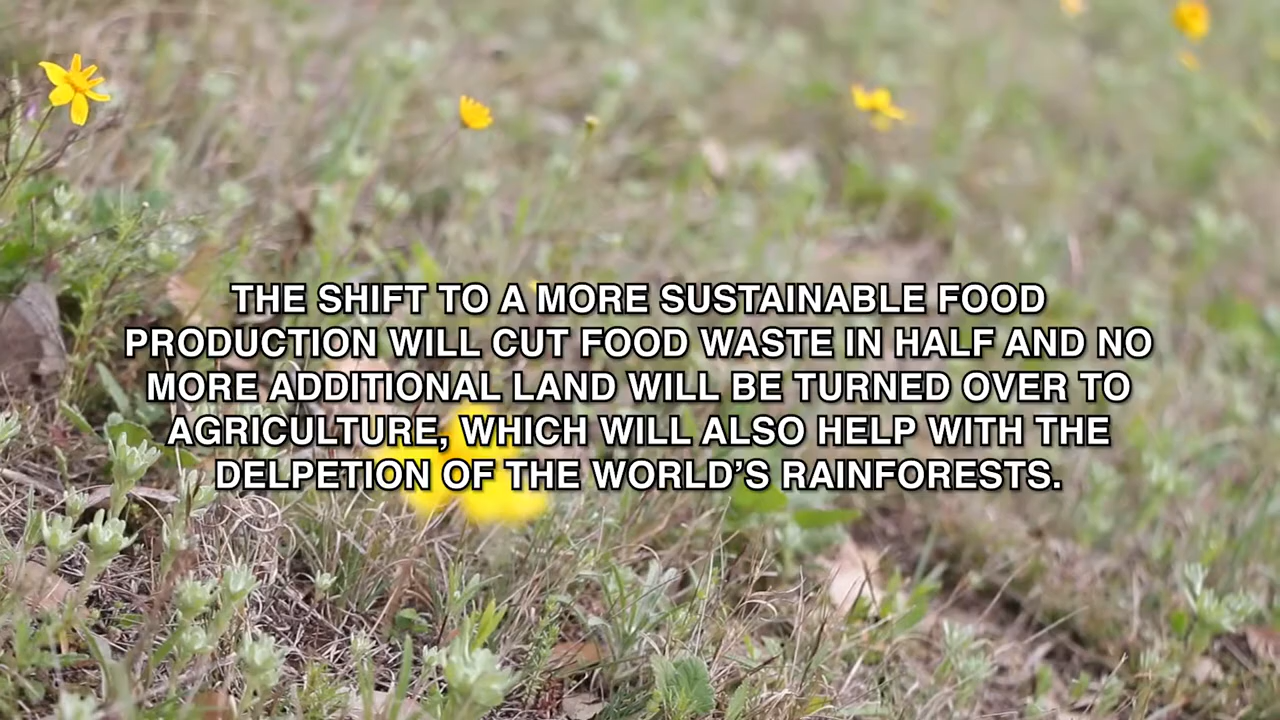 THE SHIFT TO A MORE SUSTAINABLE FOOD
PRODUCTION WILL CUT FOOD WASTE IN HALF AND NO
MORE ADDITIONAL LAND WILL BE TURNED OVER TO
AGRICULTURE, WHICH WILL ALSO HELP WITH THE
DELPETION OF THE WORLD’S RAINFORESTS.